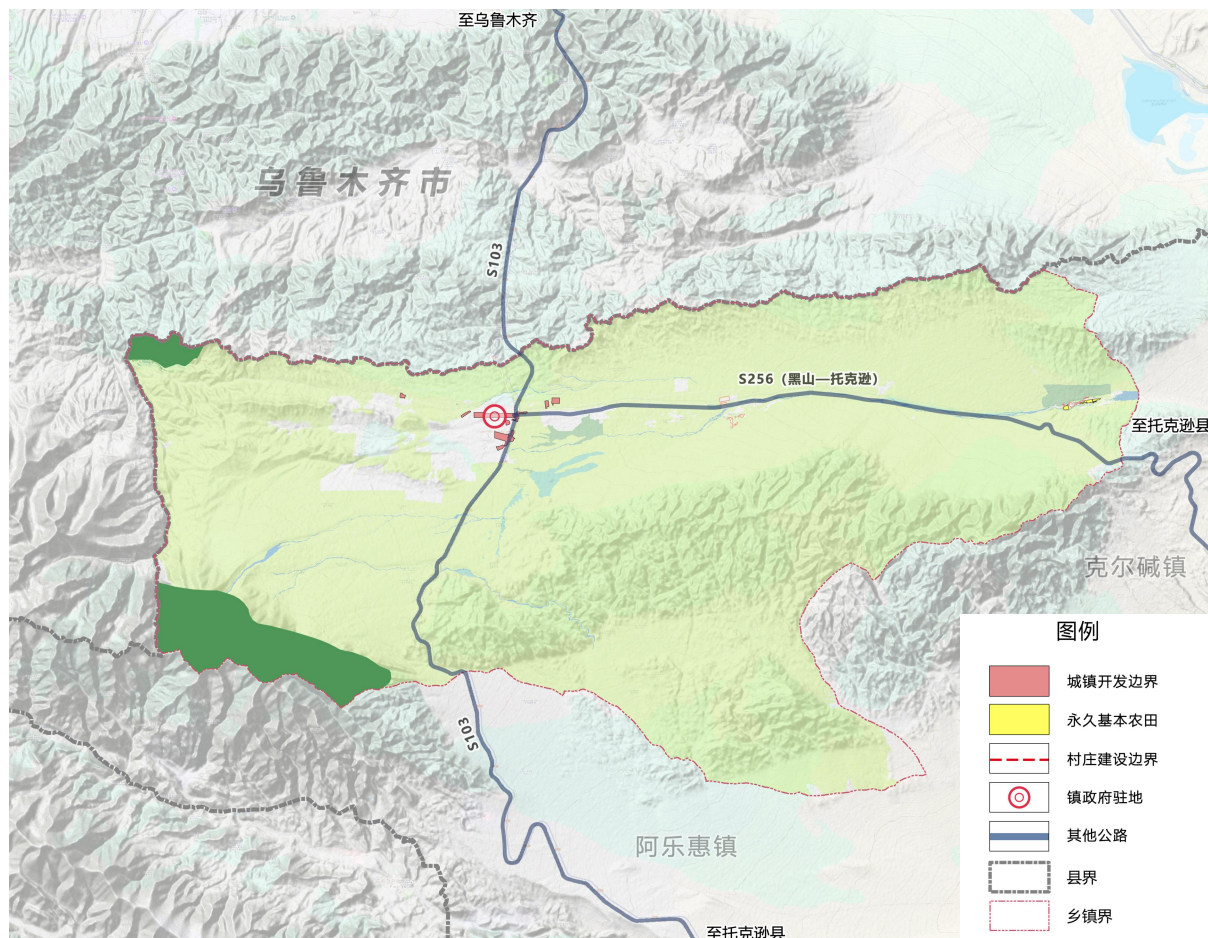 至乌鲁木齐
乌鲁木齐市
S103
S256（黑山—托克逊）
至托克逊县
克尔碱镇
S103
阿乐惠镇
至托克逊县
图例
城镇开发边界
永久基本农田
村庄建设边界
镇政府驻地
其他公路
县界
乡镇界